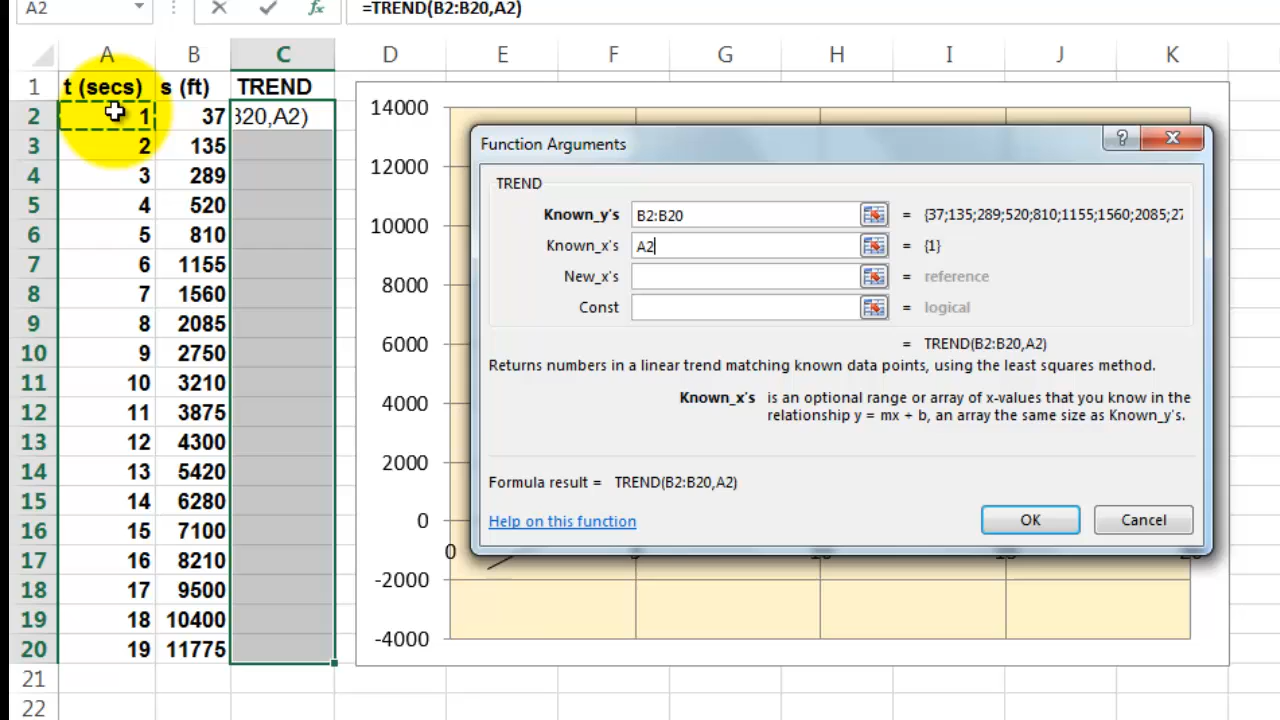 A2 fx =TREND(B2:B20,A2)
A B C D E F G H I J K
1 t (secs) s (ft) TREND
2 1 37 B20,A2)
3 2 135
4 3 289
5 4 520
6 5 810
7 6 1155
8 7 1560
9 8 2085
10 9 2750
11 10 3210
12 11 3875
13 12 4300
14 13 5420
15 14 6280
16 15 7100
17 16 8210
18 17 9500
19 18 10400
20 19 11775
21
22
14000
12000
10000
8000
6000
4000
2000
0
-2000
-4000
0
Function Arguments
?
TREND
Known_y's B2:B20 = {37;135;289;520;810;1155;1560;2085;27
Known_x's A2 = {1}
New_x's = reference
Const = logical
= TREND(B2:B20,A2)
Returns numbers in a linear trend matching known data points, using the least squares method.
Known_x's is an optional range or array of x-values that you know in the
relationship y = mx + b, an array the same size as Known_y's.
Formula result = TREND(B2:B20,A2)
Help on this function
OK Cancel